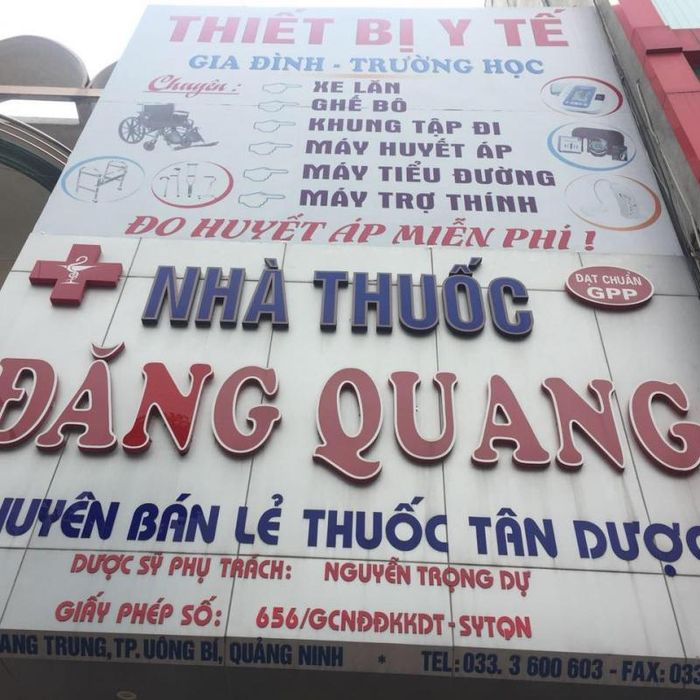 THIẾT BỊ Y TẾ
GIA ĐÌNH - TRƯỜNG HỌC
Chuyên :
XE LĂN
GHẾ BÔ
KHUNG TẬP ĐI
MÁY HUYẾT ÁP
MÁY TIỂU ĐƯỜNG
MÁY TRỢ THÍNH
ĐO HUYẾT ÁP MIỄN PHÍ !
NHÀ THUỐC
ĐẠT CHUẨN
GPP
ĐĂNG QUANG
HUYÊN BÁN LẺ THUỐC TÂN DƯỢC
DƯỢC SỸ PHỤ TRÁCH: NGUYỄN TRỌNG DỰ
GIẤY PHÉP SỐ: 656/GCNĐĐKKDT - SYTQN
ANG TRUNG, TP. UÔNG BÍ, QUẢNG NINH * TEL: 033. 3 600 603 - FAX: 033